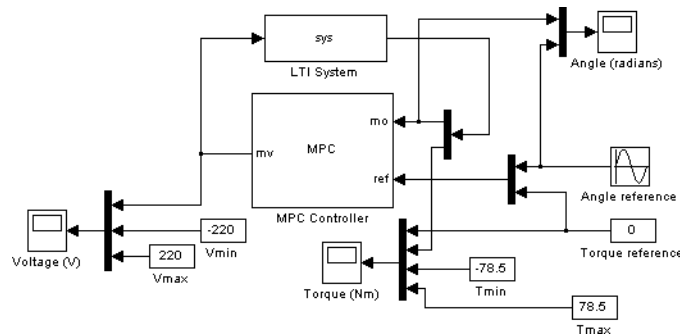 sys
LTI System
Angle (radians)
mo
MPC
mv
ref
MPC Controller
Angle reference
-220
Vmin
Voltage (V)
220
Vmax
0
Torque reference
Torque (Nm)
-78.5
Tmin
78.5
Tmax